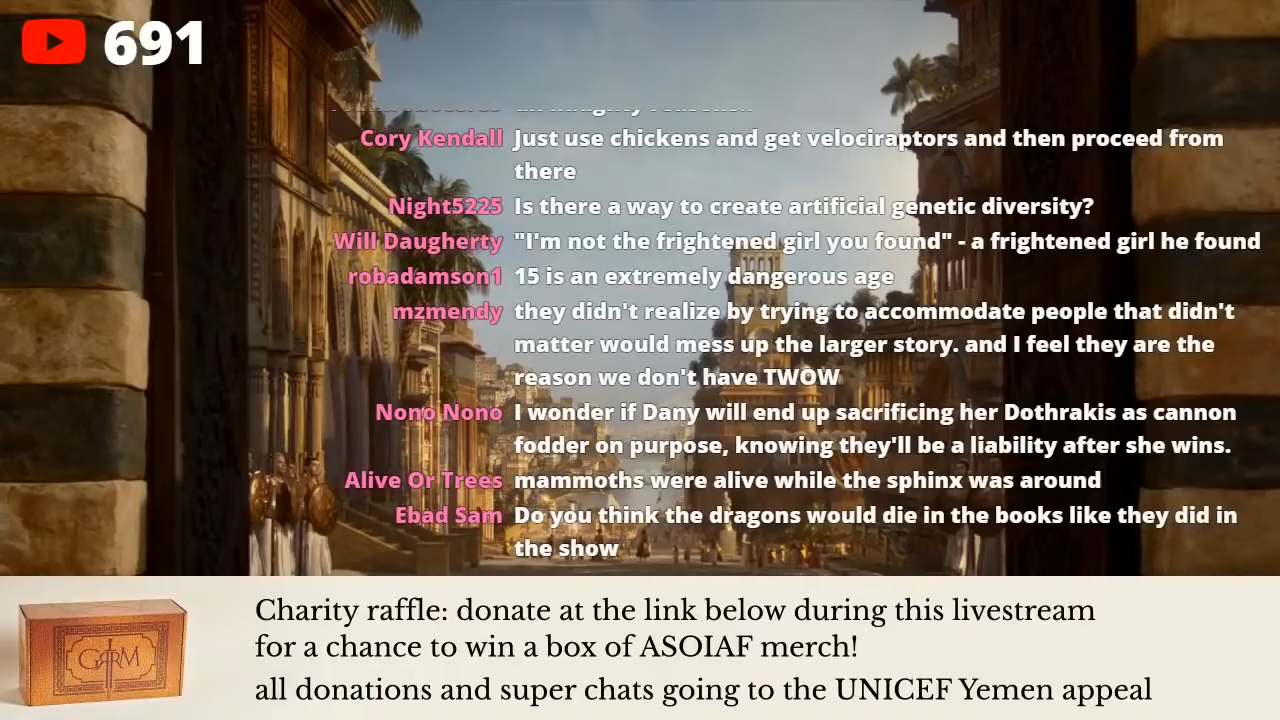 691
Cory Kendall Just use chickens and get velociraptors and then proceed from
there
Night5225 Is there a way to create artificial genetic diversity?
Will Daugherty "I'm not the frightened girl you found" - a frightened girl he found
robadamson1 15 is an extremely dangerous age
mzmendy they didn't realize by trying to accommodate people that didn't
matter would mess up the larger story. and I feel they are the
reason we don't have TWOW
Nono Nono I wonder if Dany will end up sacrificing her Dothrakis as cannon
fodder on purpose, knowing they'll be a liability after she wins.
Alive Or Trees mammoths were alive while the sphinx was around
Ebad Sam Do you think the dragons would die in the books like they did in
the show
GRRM
Charity raffle: donate at the link below during this livestream
for a chance to win a box of ASOIAF merch!
all donations and super chats going to the UNICEF Yemen appeal